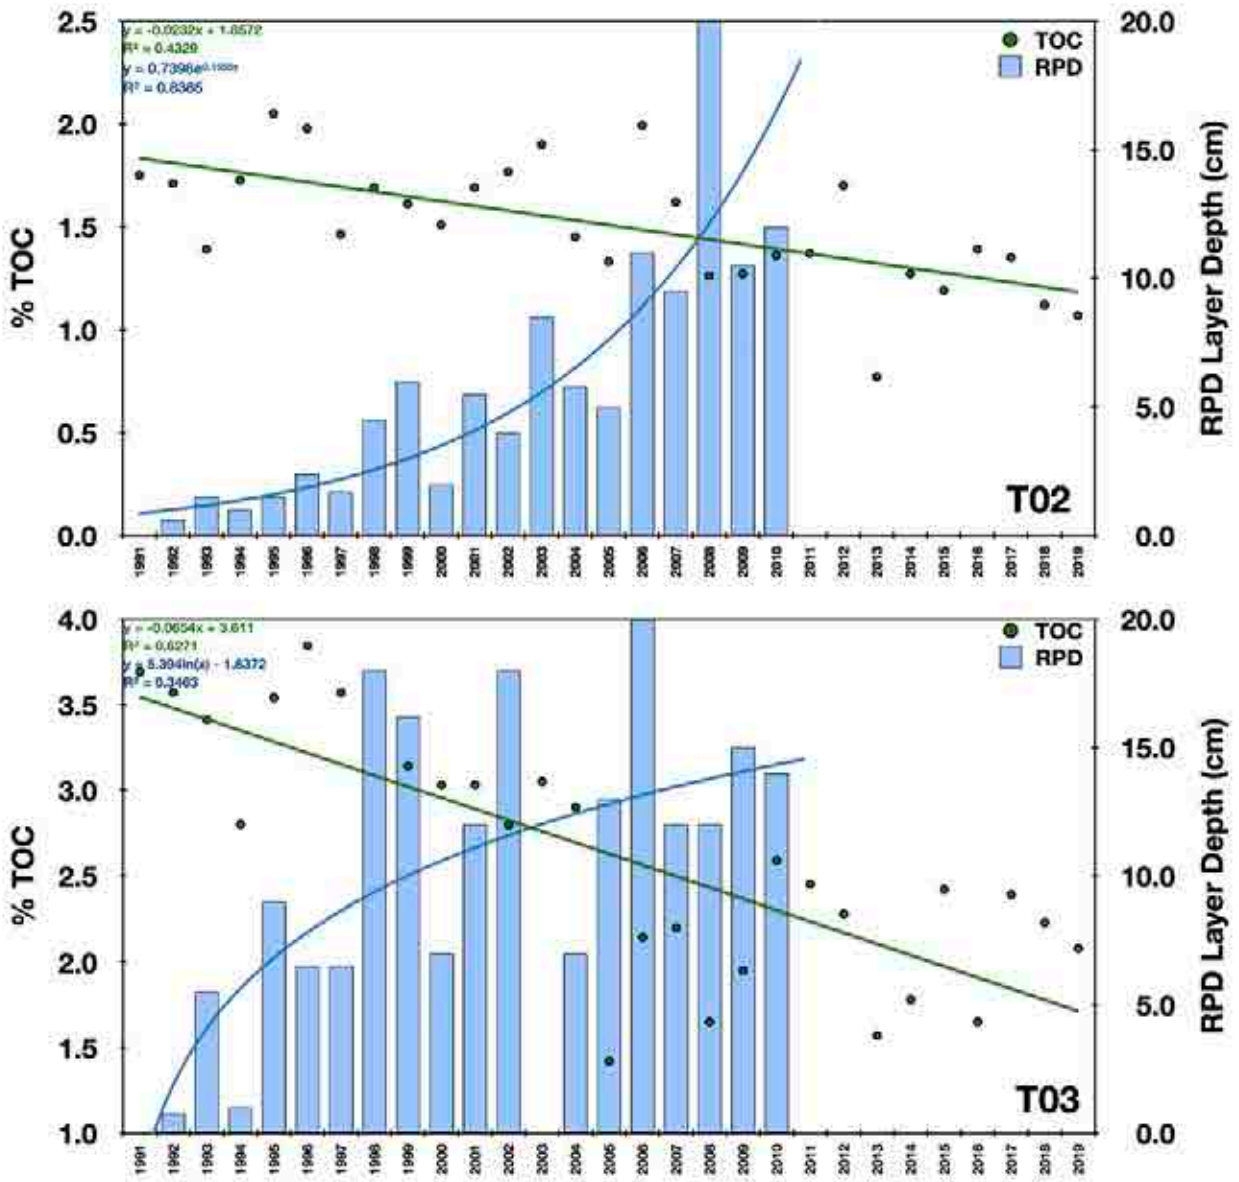 y = -0.0232x + 1.8572
R² = 0.4329
R² = 0.8365
TOC
RPD
2.5
2.0
1.5
1.0
0.5
0.0
% TOC
20.0
15.0
10.0
5.0
0.0
RPD Layer Depth (cm)
T02
1991 1992 1993 1994 1995 1996 1997 1998 1999 2000 2001 2002 2003 2004 2005 2006 2007 2008 2009 2010 2011 2012 2013 2014 2015 2016 2017 2018 2019
y = -0.0654x + 3.611
R² = 0.6271
y = 5.394ln(x) - 1.8372
R² = 0.3463
TOC
RPD
4.0
3.5
3.0
2.5
2.0
1.5
1.0
% TOC
20.0
15.0
10.0
5.0
0.0
RPD Layer Depth (cm)
T03
1991 1992 1993 1994 1995 1996 1997 1998 1999 2000 2001 2002 2003 2004 2005 2006 2007 2008 2009 2010 2011 2012 2013 2014 2015 2016 2017 2018 2019